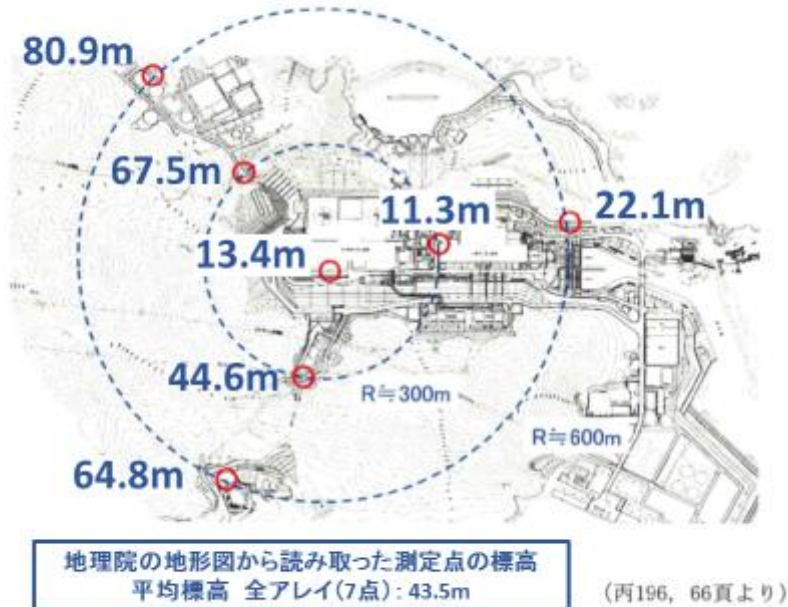 80.9m
67.5m
11.3m
22.1m
13.4m
44.6m
R≒300m
R≒600m
64.8m
地理院の地形図から読み取った測定点の標高
平均標高 全アレイ(7点):43.5m
(丙196, 66頁より)